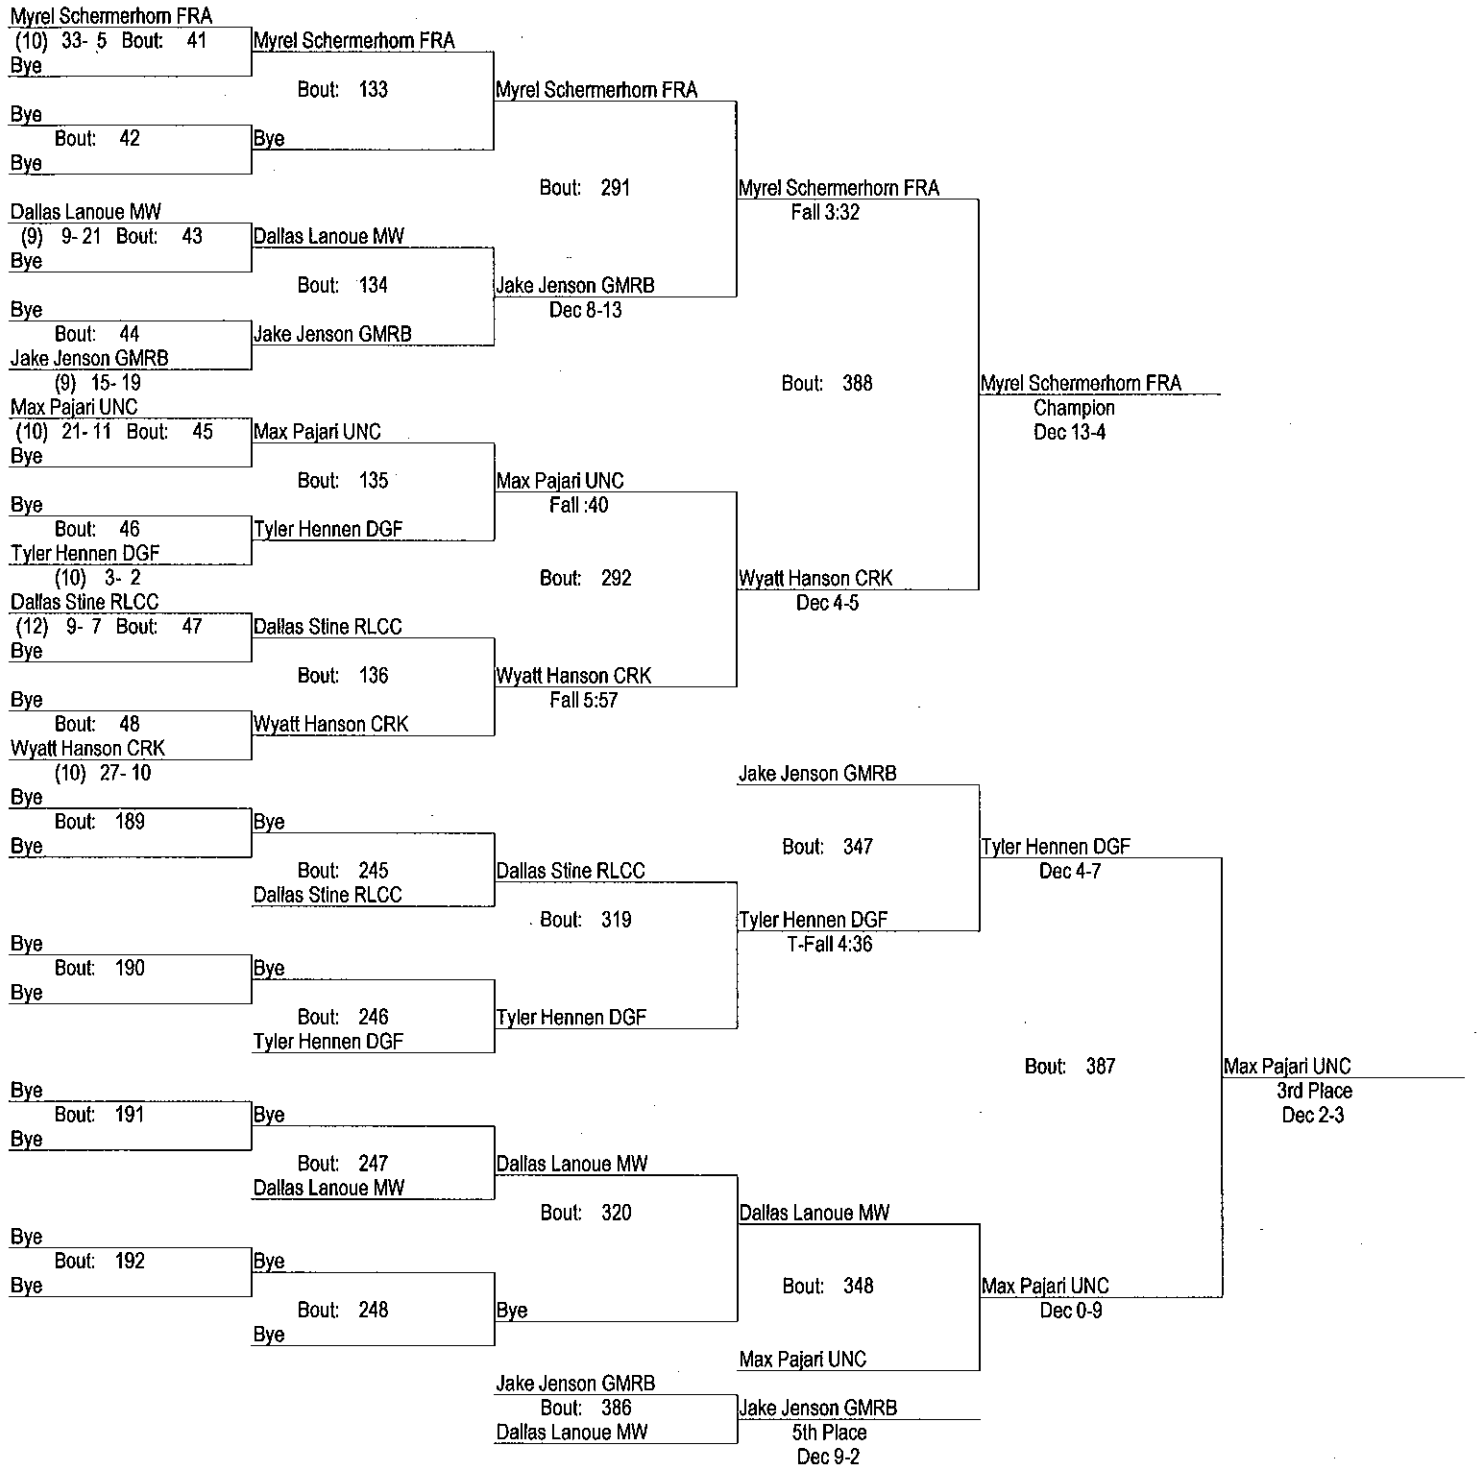 Myrel Schermerhorn FRA
(10) 33- 5 Bout: 41
Bye
Bye
Bout: 42
Bye
Dallas Lanoue MW
(9) 9- 21 Bout: 43
Bye
Bye
Bout: 44
Jake Jenson GMRB
(9) 15- 19
Max Pajari UNC
(10) 21- 11 Bout: 45
Bye
Bye
Bout: 46
Tyler Hennen DGF
(10) 3- 2
Dallas Stine RLCC
(12) 9- 7 Bout: 47
Bye
Bye
Bout: 48
Wyatt Hanson CRK
(10) 27- 10
Myrel Schermerhorn FRA
Bout: 133
Bye
Dallas Lanoue MW
Bout: 134
Jake Jenson GMRB
Max Pajari UNC
Bout: 135
Tyler Hennen DGF
Dallas Stine RLCC
Bout: 136
Wyatt Hanson CRK
Myrel Schermerhorn FRA
Bout: 291
Jake Jenson GMRB
Dec 8-13
Max Pajari UNC
Fall :40
Bout: 292
Wyatt Hanson CRK
Fall 5:57
Myrel Schermerhorn FRA
Fall 3:32
Bout: 388
Wyatt Hanson CRK
Dec 4-5
Myrel Schermerhorn FRA
Champion
Dec 13-4
Bye
Bout: 189
Bye
Bye
Bout: 190
Bye
Bye
Bout: 191
Bye
Bye
Bout: 192
Bye
Bye
Bout: 245
Dallas Stine RLCC
Bye
Bout: 246
Tyler Hennen DGF
Bye
Bout: 247
Dallas Lanoue MW
Bye
Bout: 248
Bye
Dallas Stine RLCC
Bout: 319
Tyler Hennen DGF
Dallas Lanoue MW
Bout: 320
Bye
Jake Jenson GMRB
Bout: 347
Tyler Hennen DGF
T-Fall 4:36
Dallas Lanoue MW
Bout: 348
Max Pajari UNC
Tyler Hennen DGF
Dec 4-7
Bout: 387
Max Pajari UNC
Dec 0-9
Max Pajari UNC
3rd Place
Dec 2-3
Jake Jenson GMRB
Bout: 386
Dallas Lanoue MW
Jake Jenson GMRB
5th Place
Dec 9-2